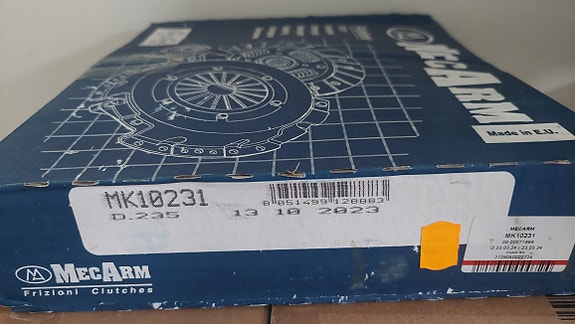 MECARM
Made in E.U.
MK10231
8 051499 128883
D.235 13 10 2023
MECARM
Frizioni Clutches
MECARM
MK10231